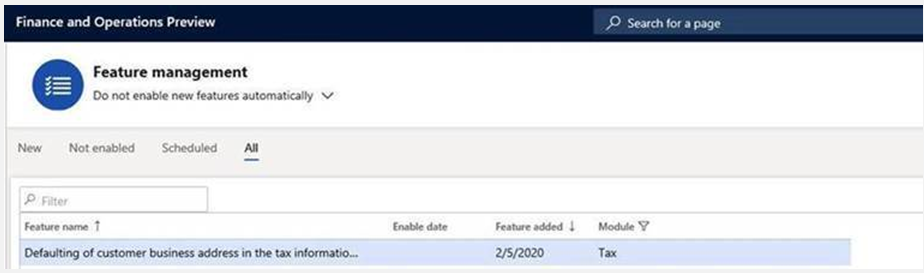 Finance and Operations Preview
Search for a page
Feature management
Do not enable new features automatically
New Not enabled Scheduled All
Filter
Feature name Enable date Feature added Module
Defaulting of customer business address in the tax informatio... 2/5/2020 Tax